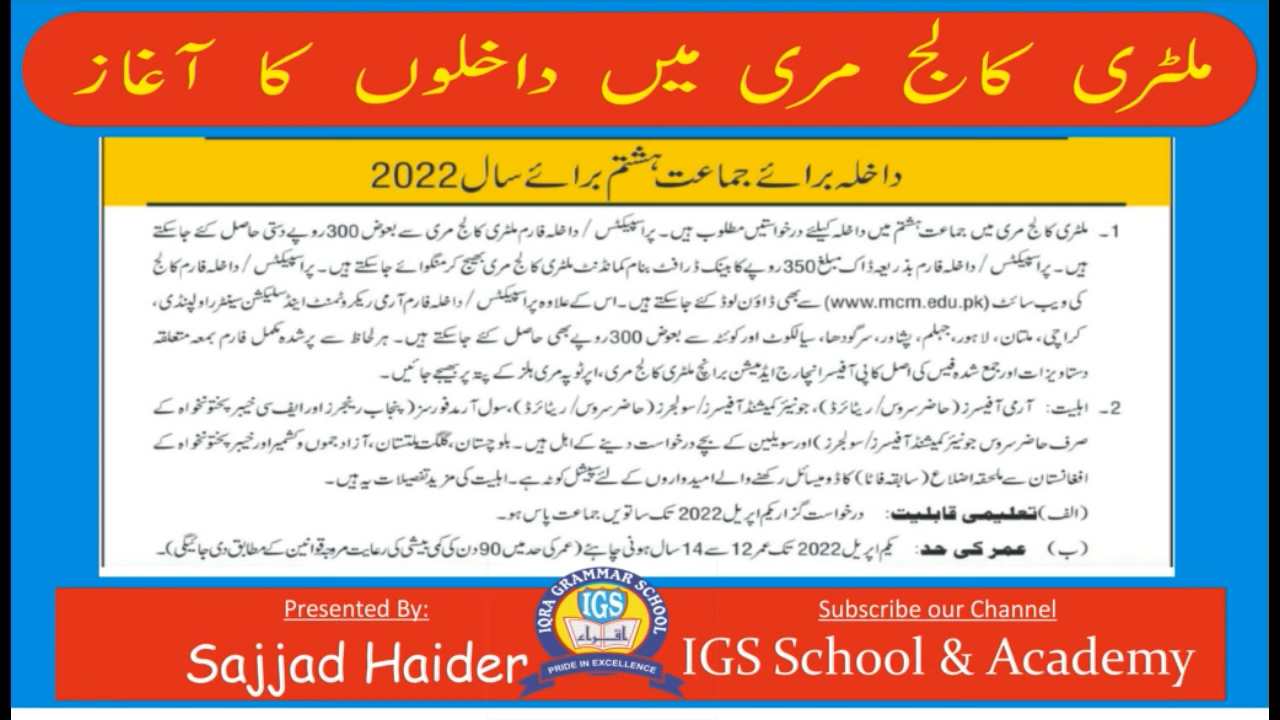 ملٹری کالج مری میں داخلوں کا آغاز
داخلہ برائے جماعت ہشتم برائے سال 2022
1۔ ملٹری کالج مری میں جماعت ہشتم میں داخلہ کیلئے درخواستیں مطلوب ہیں۔ پراسپیکٹس / داخلہ فارم ملٹری کالج مری سے بعوض 300 روپے دستی حاصل کئے جاسکتے
ہیں۔ پراسپیکٹس / داخلہ فارم بذریعہ ڈاک مبلغ 350 روپے کا بینک ڈرافٹ بنام کمانڈنٹ ملٹری کالج مری بھیج کر منگوائے جاسکتے ہیں۔ پراسپیکٹس / داخلہ فارم کالج
کی ویب سائٹ (www.mcm.edu.pk) سے بھی ڈاؤن لوڈ کئے جاسکتے ہیں۔ اس کے علاوہ پراسپیکٹس / داخلہ فارم آرمی ریکروٹمنٹ اینڈ سلیکشن سینٹر راولپنڈی،
کراچی، ملتان، لاہور، جہلم، پشاور، سرگودھا، سیالکوٹ اور کوئٹہ سے بعوض 300 روپے بھی حاصل کئے جاسکتے ہیں۔ ہر لحاظ سے پرشدہ مکمل فارم بمعہ متعلقہ
دستاویزات اور جمع شدہ فیس کی اصل کاپی آفیسر انچارج ایڈمیشن برانچ ملٹری کالج مری، اپر ٹوپہ مری ہلز کے پتہ پر بھیجے جائیں۔
2۔ اہلیت: آرمی آفیسرز (حاضر سروس / ریٹائرڈ)، جونیئر کمیشنڈ آفیسرز / سولجرز (حاضر سروس / ریٹائرڈ)، سول آرمڈ فورسز (پنجاب رینجرز اور ایف سی خیبر پختونخواہ کے
صرف حاضر سروس جونیئر کمیشنڈ آفیسرز / سولجرز) اور سویلین کے بچے درخواست دینے کے اہل ہیں۔ بلوچستان، گلگت بلتستان، آزاد جموں و کشمیر اور خیبر پختونخواہ کے
افغانستان سے ملحقہ اضلاع (سابقہ فاٹا) کا ڈومیسائل رکھنے والے امیدواروں کے لئے سپیشل کوٹہ ہے۔ اہلیت کی مزید تفصیلات یہ ہیں۔
(الف) تعلیمی قابلیت: درخواست گزار یکم اپریل 2022 تک ساتویں جماعت پاس ہو۔
(ب) عمر کی حد: یکم اپریل 2022 تک عمر 12 سے 14 سال ہونی چاہئے (عمر کی حد میں 90 دن کی کمی بیشی کی رعایت مروجہ قوانین کے مطابق دی جائیگی)۔
Presented By:
Sajjad Haider
IQRA GRAMMAR SCHOOL
IGS
اقراء
PRIDE IN EXCELLENCE
Subscribe our Channel
IGS School & Academy